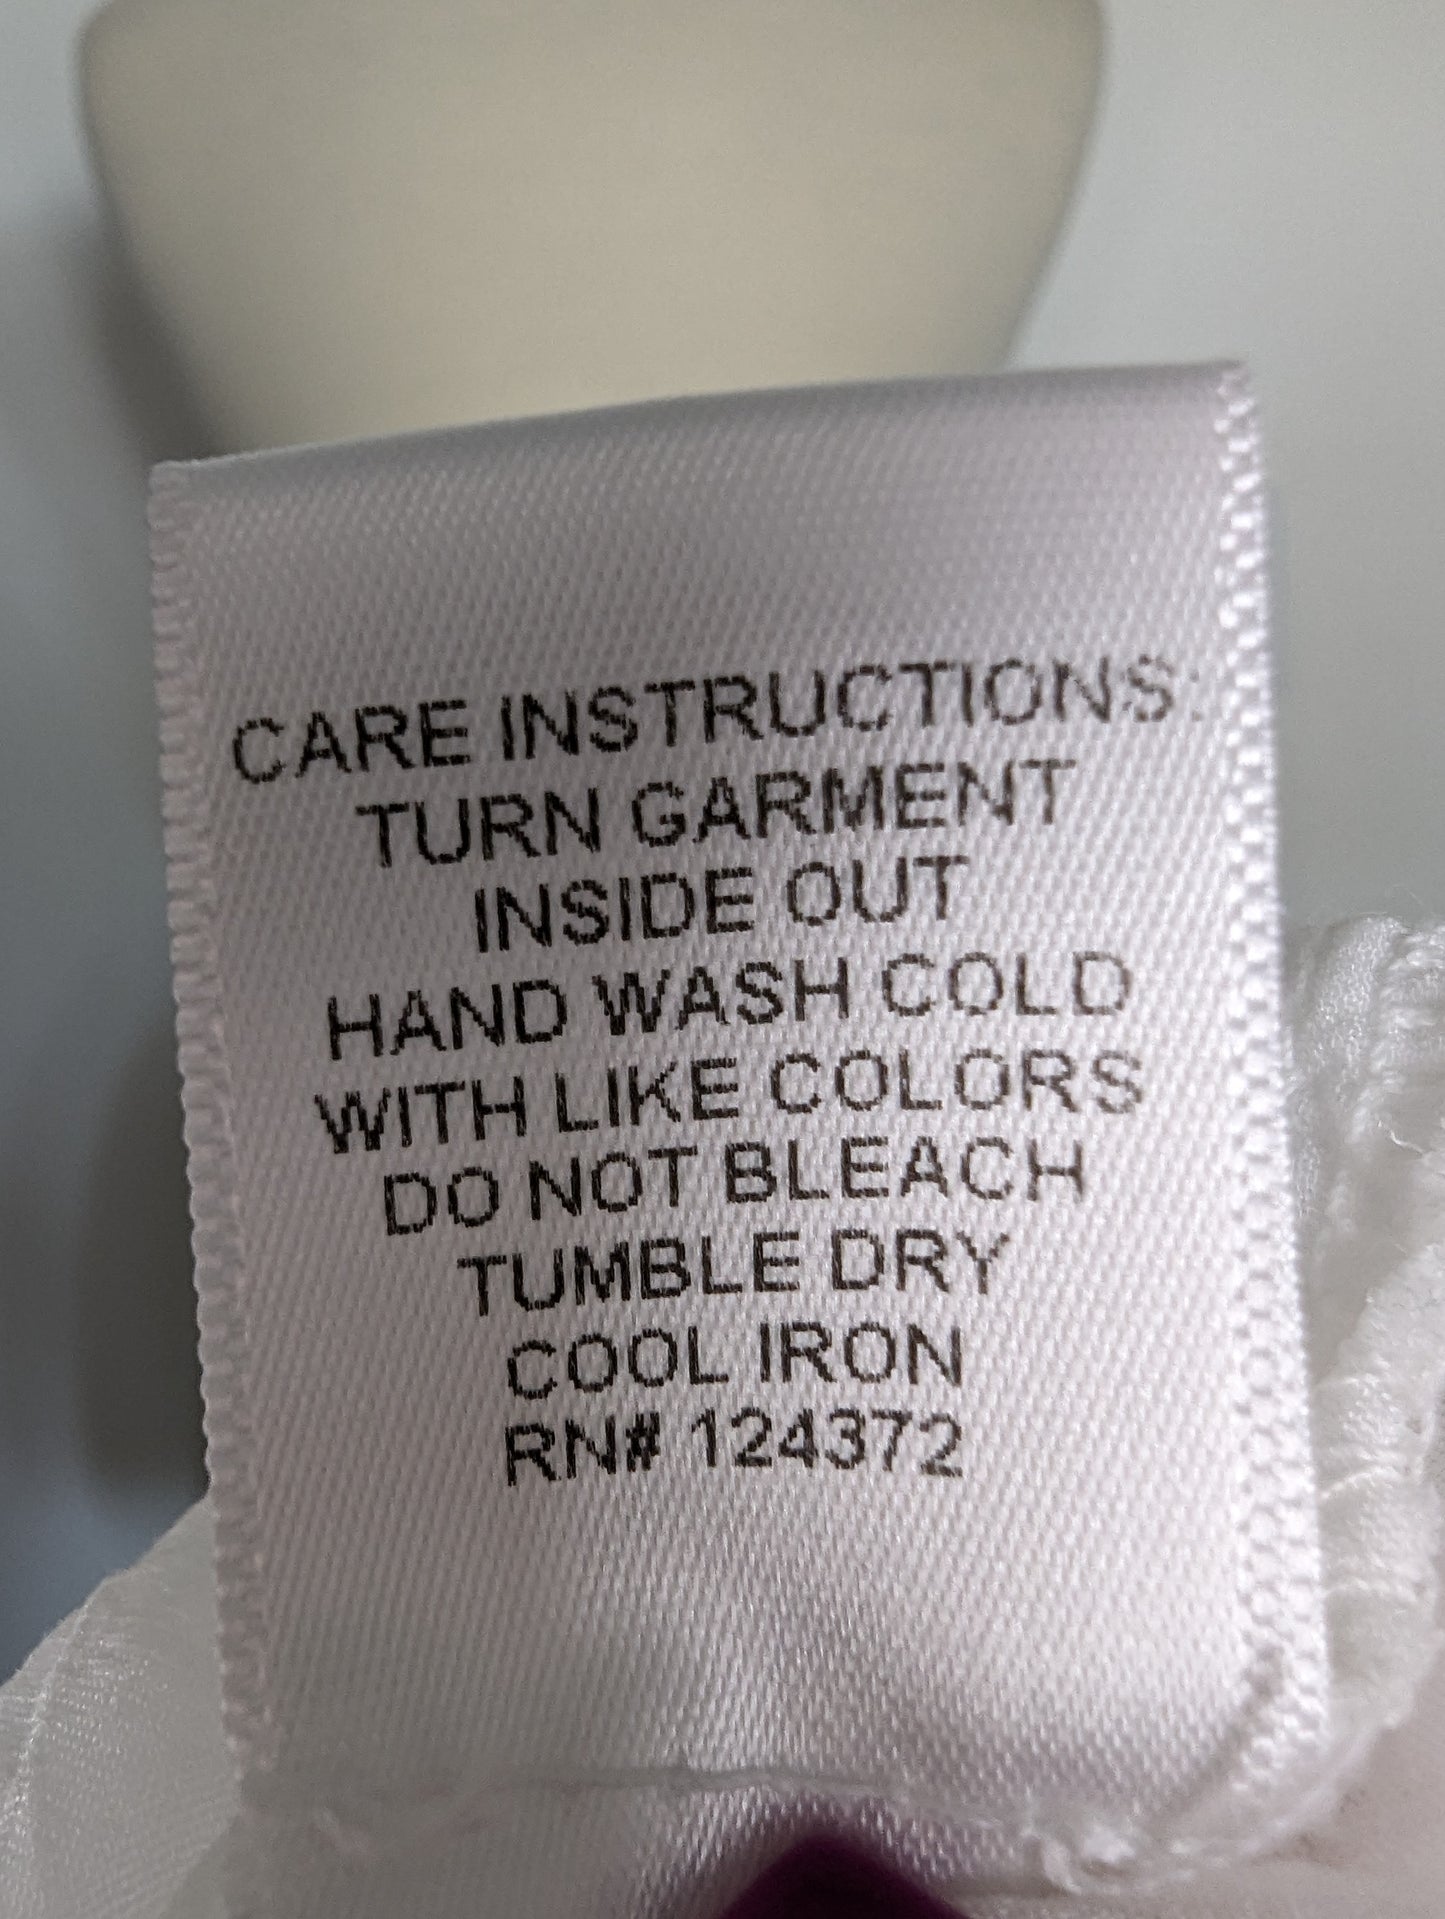 CARE INSTRUCTIONS:
TURN GARMENT
INSIDE OUT
HAND WASH COLD
WITH LIKE COLORS
DO NOT BLEACH
TUMBLE DRY
COOL IRON
RN# 124372